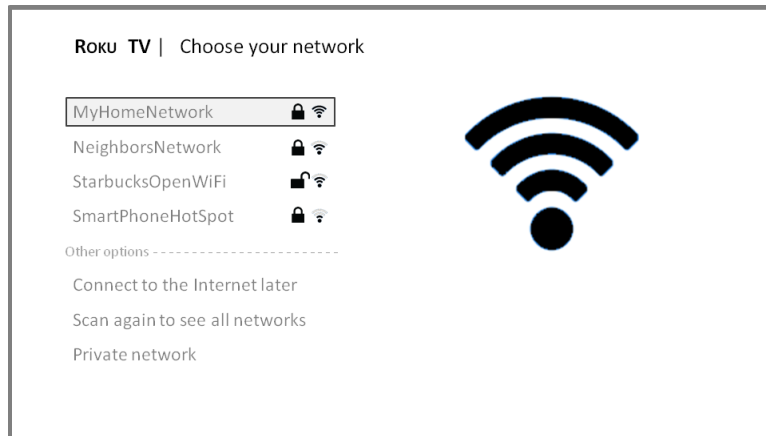 ROKU TV | Choose your network
MyHomeNetwork
NeighborsNetwork
StarbucksOpenWiFi
SmartPhoneHotSpot
Other options ------------------------
Connect to the Internet later
Scan again to see all networks
Private network